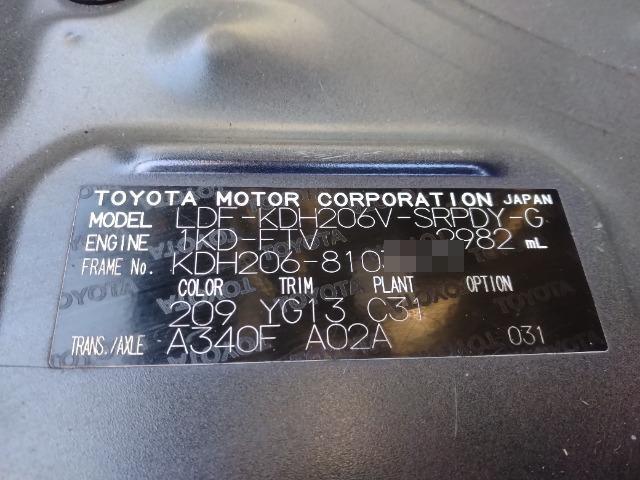 TOYOTA MOTOR CORPORATION JAPAN
MODEL LDF-KDH206V-SRPDY-G
ENGINE 1KD-FTV 2982 mL
FRAME No. KDH206-810
COLOR TRIM PLANT OPTION
209 YG13 C31
TRANS./AXLE A340F A02A 031